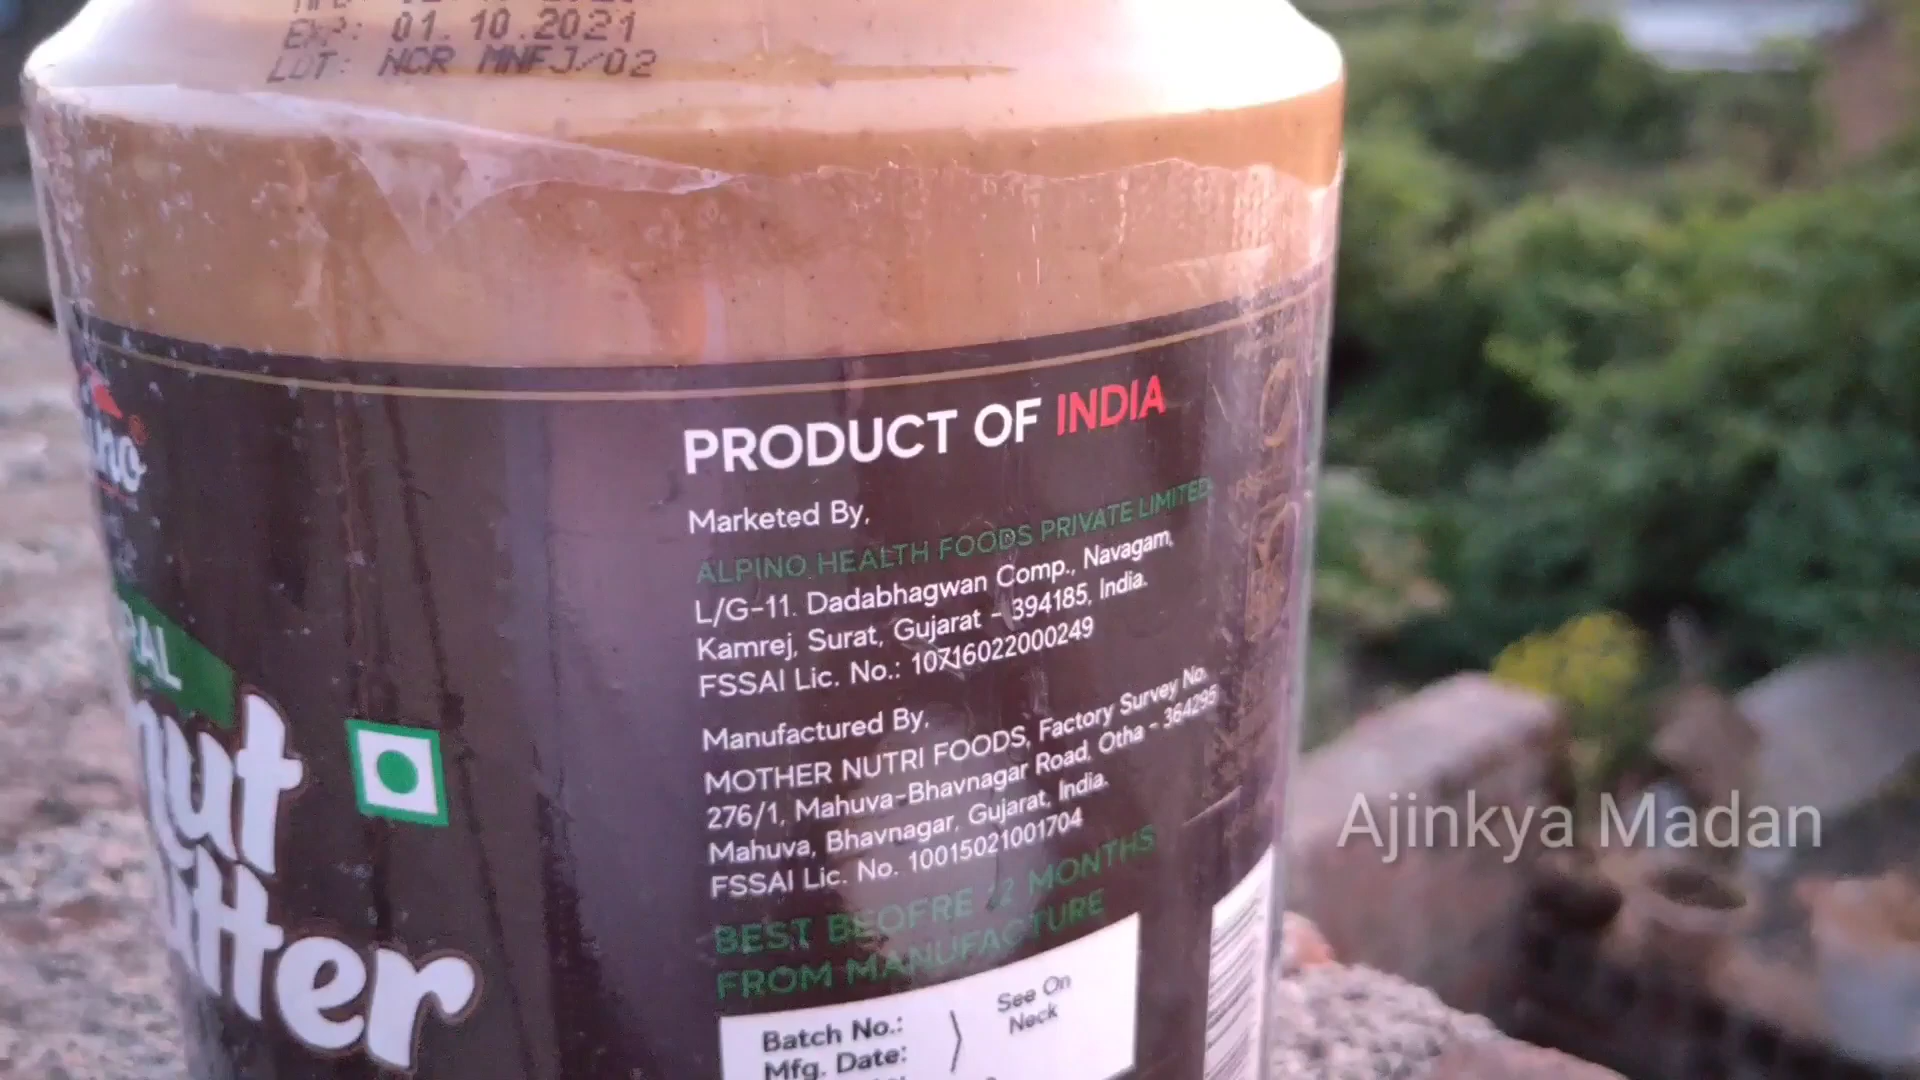 EXP: 01.10.2021
LOT: NCR MNFJ/02
PRODUCT OF INDIA
Marketed By,
ALPINO HEALTH FOODS PRIVATE LIMITED
L/G-11. Dadabhagwan Comp., Navagam,
Kamrej, Surat, Gujarat - 394185, India.
FSSAI Lic. No.: 10716022000249
Manufactured By,
MOTHER NUTRI FOODS, Factory Survey No.
276/1, Mahuva-Bhavnagar Road, Otha - 364295
Mahuva, Bhavnagar, Gujarat, India.
FSSAI Lic. No. 10015021001704
BEST BEOFRE 12 MONTHS
FROM MANUFACTURE
Batch No.:
Mfg. Date:
See On
Neck
Ajinkya Madan